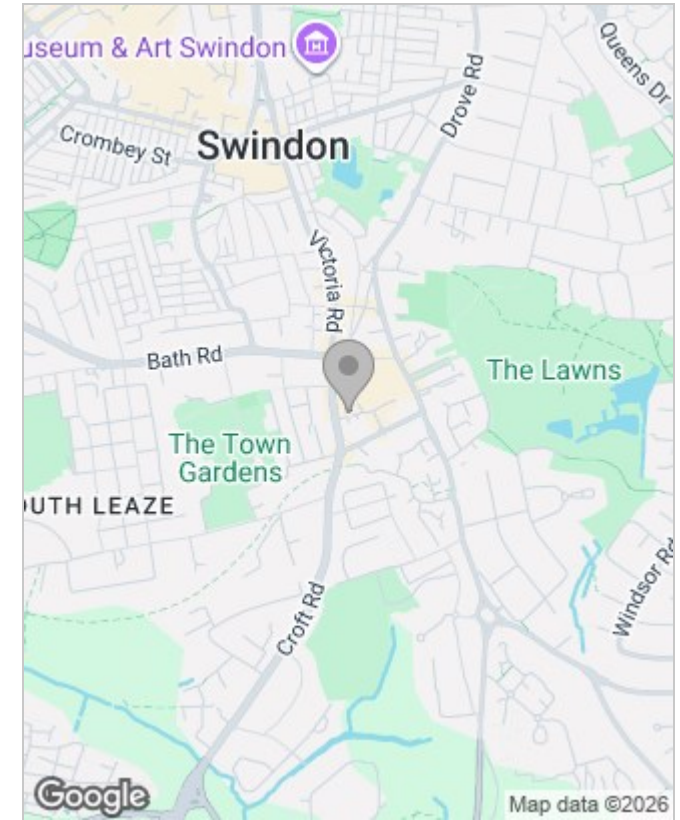 useum & Art Swindon
Queens Dr
Drove Rd
Crombey St
Swindon
Victoria Rd
Bath Rd
The Lawns
The Town
Gardens
OUTH LEAZE
Windsor Rd
Croft Rd
Google
Map data ©2026